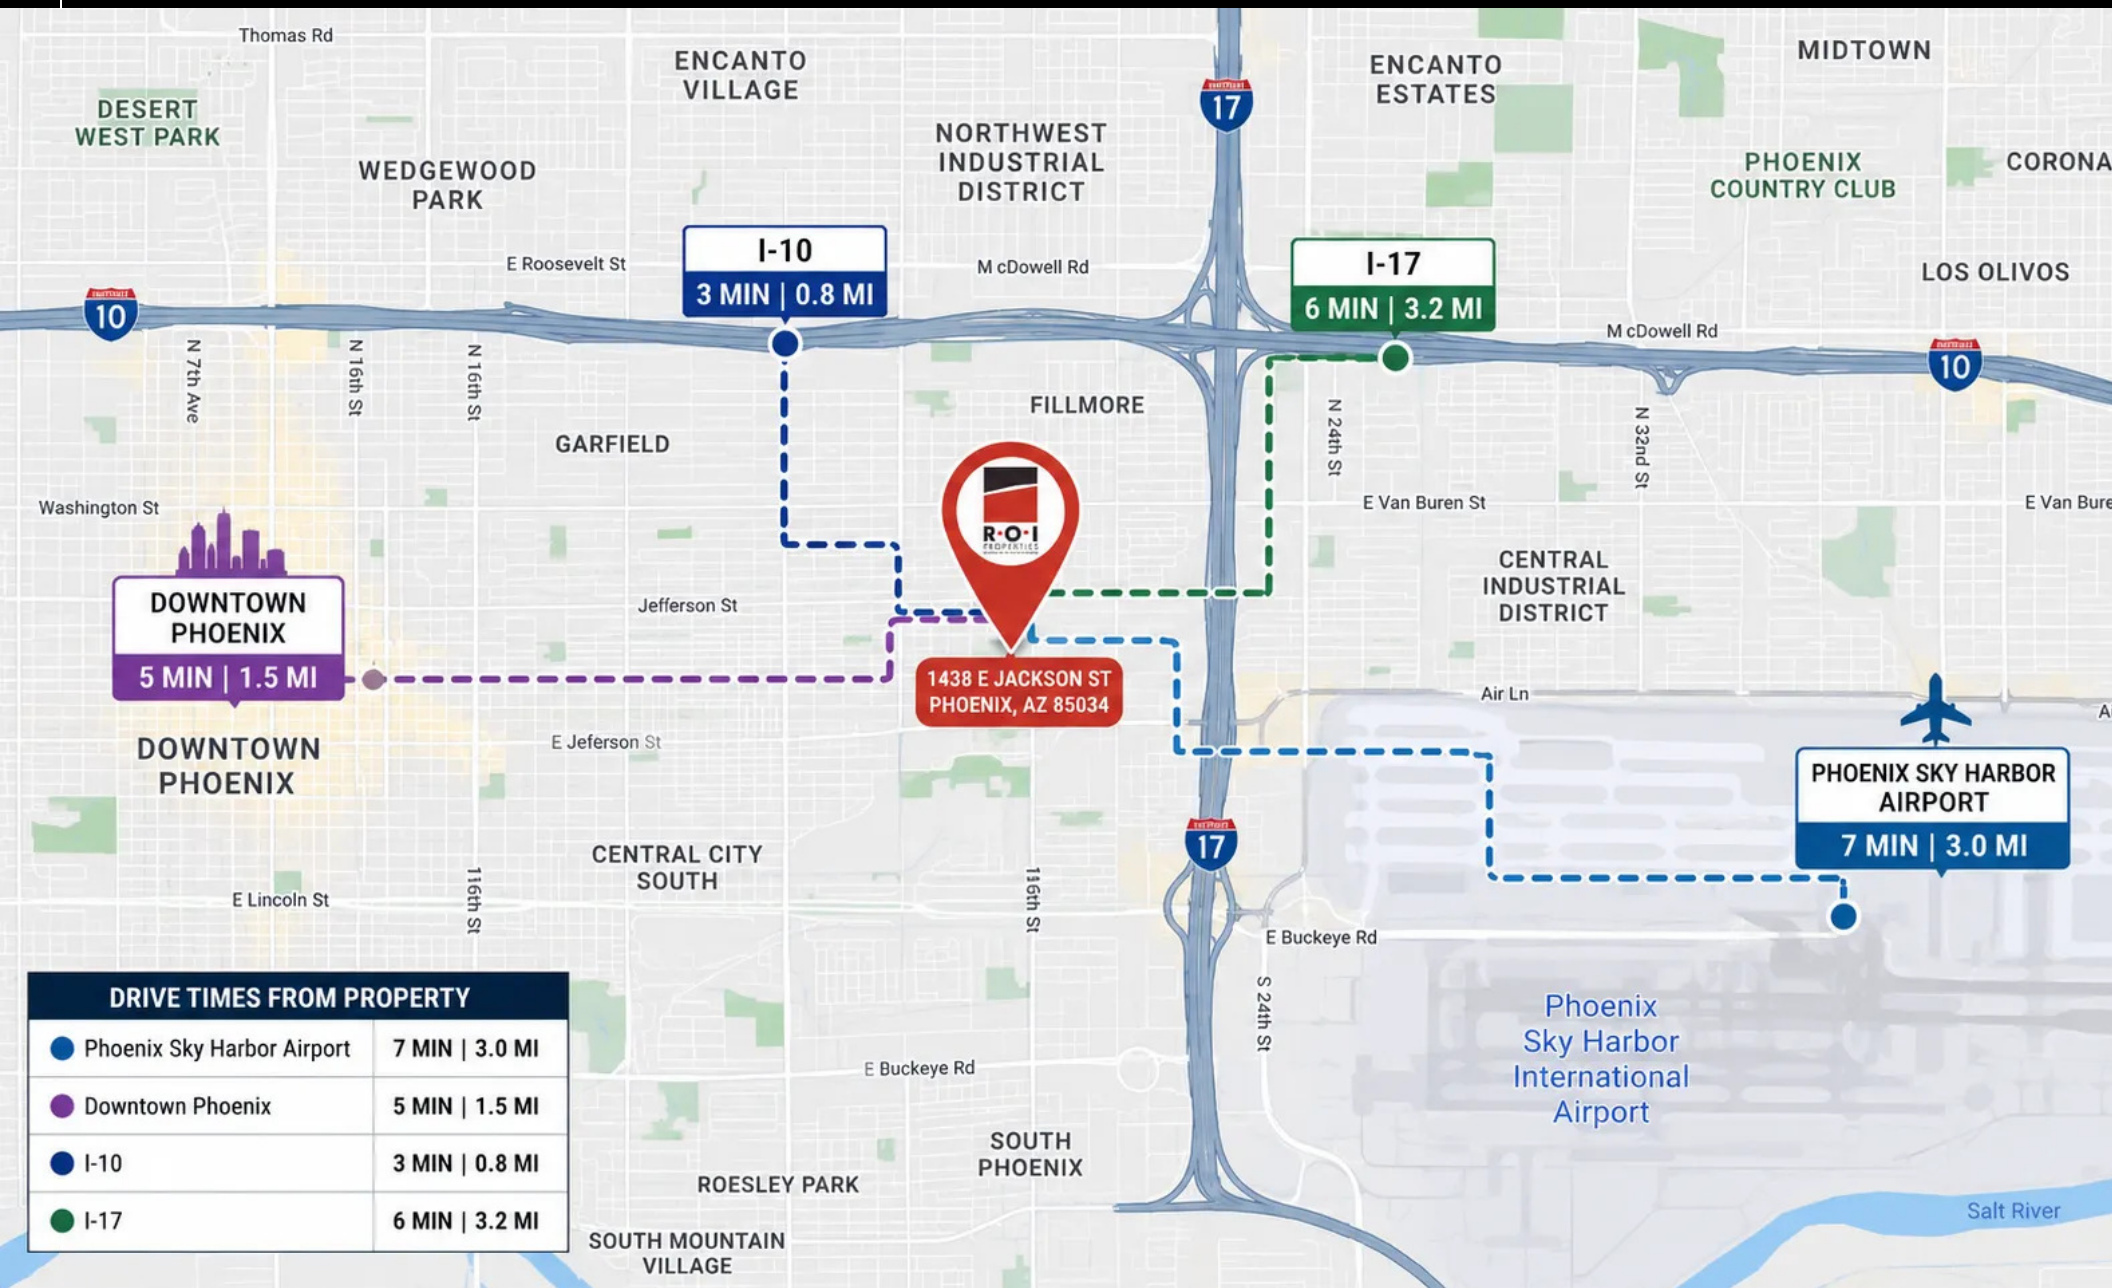 Thomas Rd
ENCANTO
VILLAGE
ENCANTO
ESTATES
MIDTOWN
17
DESERT
WEST PARK
NORTHWEST
INDUSTRIAL
DISTRICT
WEDGEWOOD
PARK
PHOENIX
COUNTRY CLUB
CORONA
I-10
3 MIN | 0.8 MI
I-17
6 MIN | 3.2 MI
E Roosevelt St
M cDowell Rd
LOS OLIVOS
10
M cDowell Rd
10
N 7th Ave
N 16th St
N 16th St
FILLMORE
N 24th St
N 32nd St
GARFIELD
Washington St
E Van Buren St
E Van Bure
R·O·I
PROPERTIES
CENTRAL
INDUSTRIAL
DISTRICT
DOWNTOWN
PHOENIX
5 MIN | 1.5 MI
Jefferson St
1438 E JACKSON ST
PHOENIX, AZ 85034
Air Ln
A
E Jeferson St
DOWNTOWN
PHOENIX
PHOENIX SKY HARBOR
AIRPORT
7 MIN | 3.0 MI
17
CENTRAL CITY
SOUTH
E Lincoln St
116th St
116th St
E Buckeye Rd
S 24th St
DRIVE TIMES FROM PROPERTY
Phoenix Sky Harbor Airport 7 MIN | 3.0 MI
Downtown Phoenix 5 MIN | 1.5 MI
I-10 3 MIN | 0.8 MI
I-17 6 MIN | 3.2 MI
Phoenix
Sky Harbor
International
Airport
E Buckeye Rd
SOUTH
PHOENIX
ROESLEY PARK
SOUTH MOUNTAIN
VILLAGE
Salt River